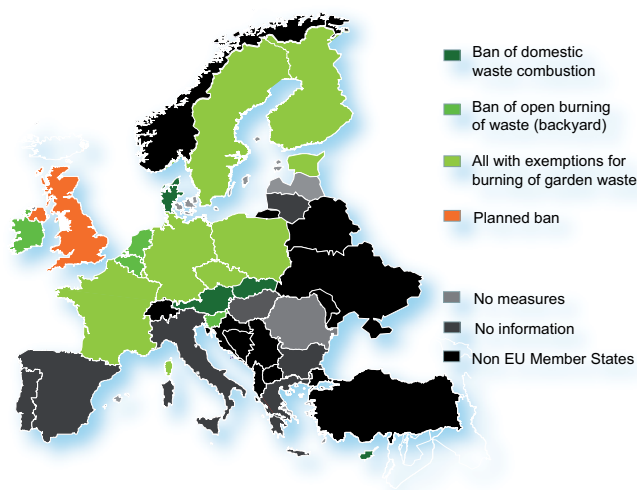 Ban of domestic
waste combustion
Ban of open burning
of waste (backyard)
All with exemptions for
burning of garden waste
Planned ban
No measures
No information
Non EU Member States